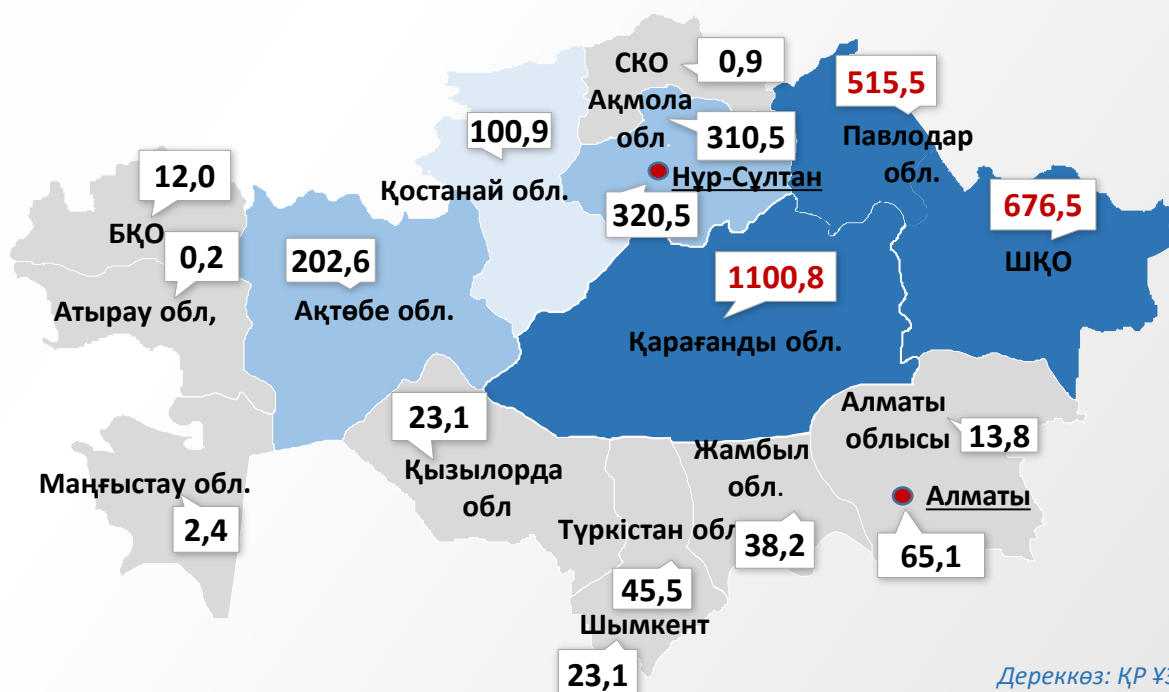 СКО
0,9
515,5
Ақмола
обл.
310,5
100,9
Павлодар
обл.
12,0
Қостанай обл.
Нұр-Сұлтан
320,5
676,5
БҚО
0,2
202,6
1100,8
ШҚО
Атырау обл,
Ақтөбе обл.
Қарағанды обл.
23,1
Алматы
облысы
13,8
Қызылорда
обл
Жамбыл
обл.
Маңғыстау обл.
2,4
Алматы
65,1
Түркістан обл
38,2
45,5
Шымкент
23,1
Дереккөз: ҚР